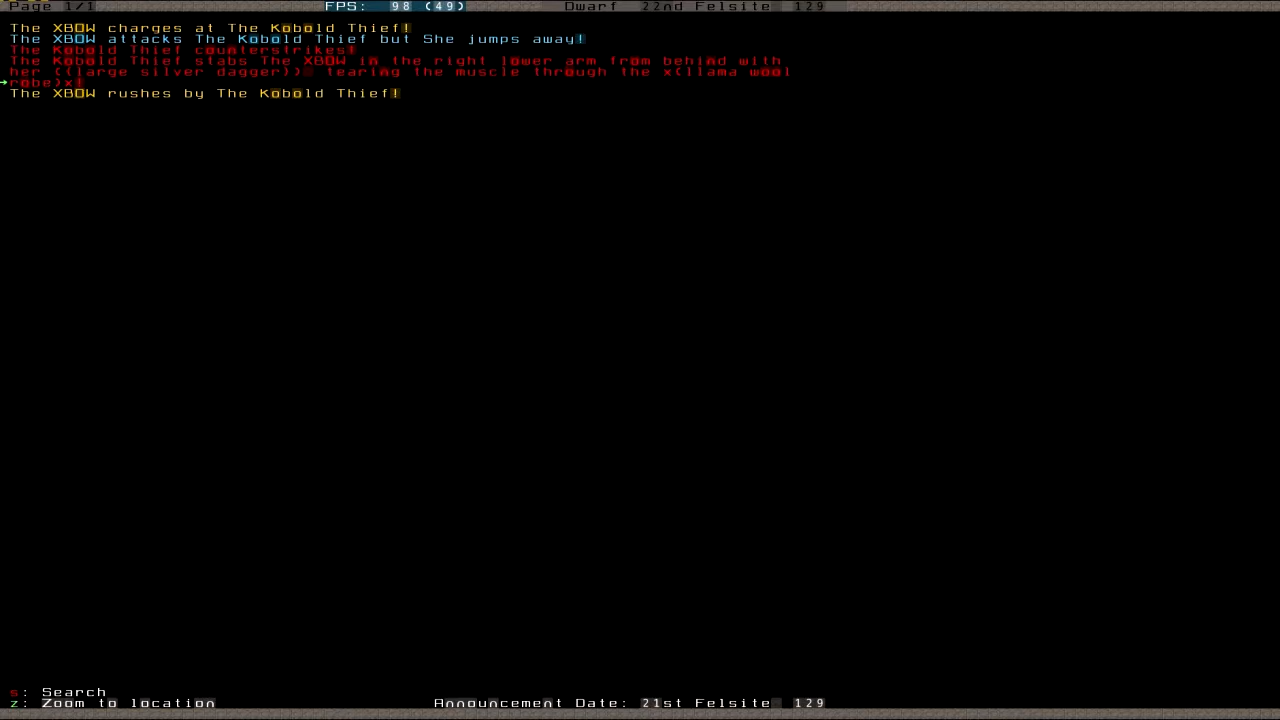 Page 1/1 FPS: 98 (49) Dwarf 22nd Felsite 129
The XBOW charges at The Kobold Thief!
The XBOW attacks The Kobold Thief but She jumps away!
The Kobold Thief counterstrikes!
The Kobold Thief stabs The XBOW in the right lower arm from behind with
her ((large silver dagger)) tearing the muscle through the x(llama wool
robe)x!
The XBOW rushes by The Kobold Thief!
s: Search
z: Zoom to location Announcement Date: 21st Felsite 129